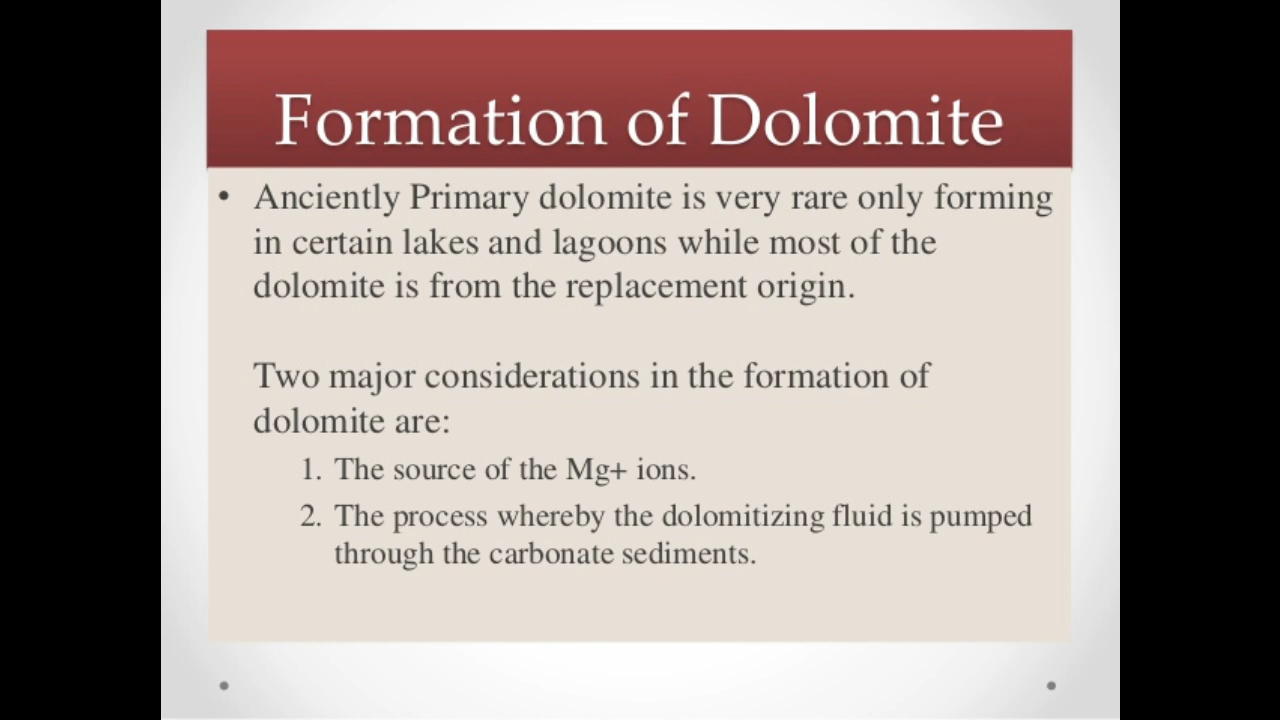 Formation of Dolomite
• Anciently Primary dolomite is very rare only forming
in certain lakes and lagoons while most of the
dolomite is from the replacement origin.
Two major considerations in the formation of
dolomite are:
1. The source of the Mg+ ions.
2. The process whereby the dolomitizing fluid is pumped
through the carbonate sediments.